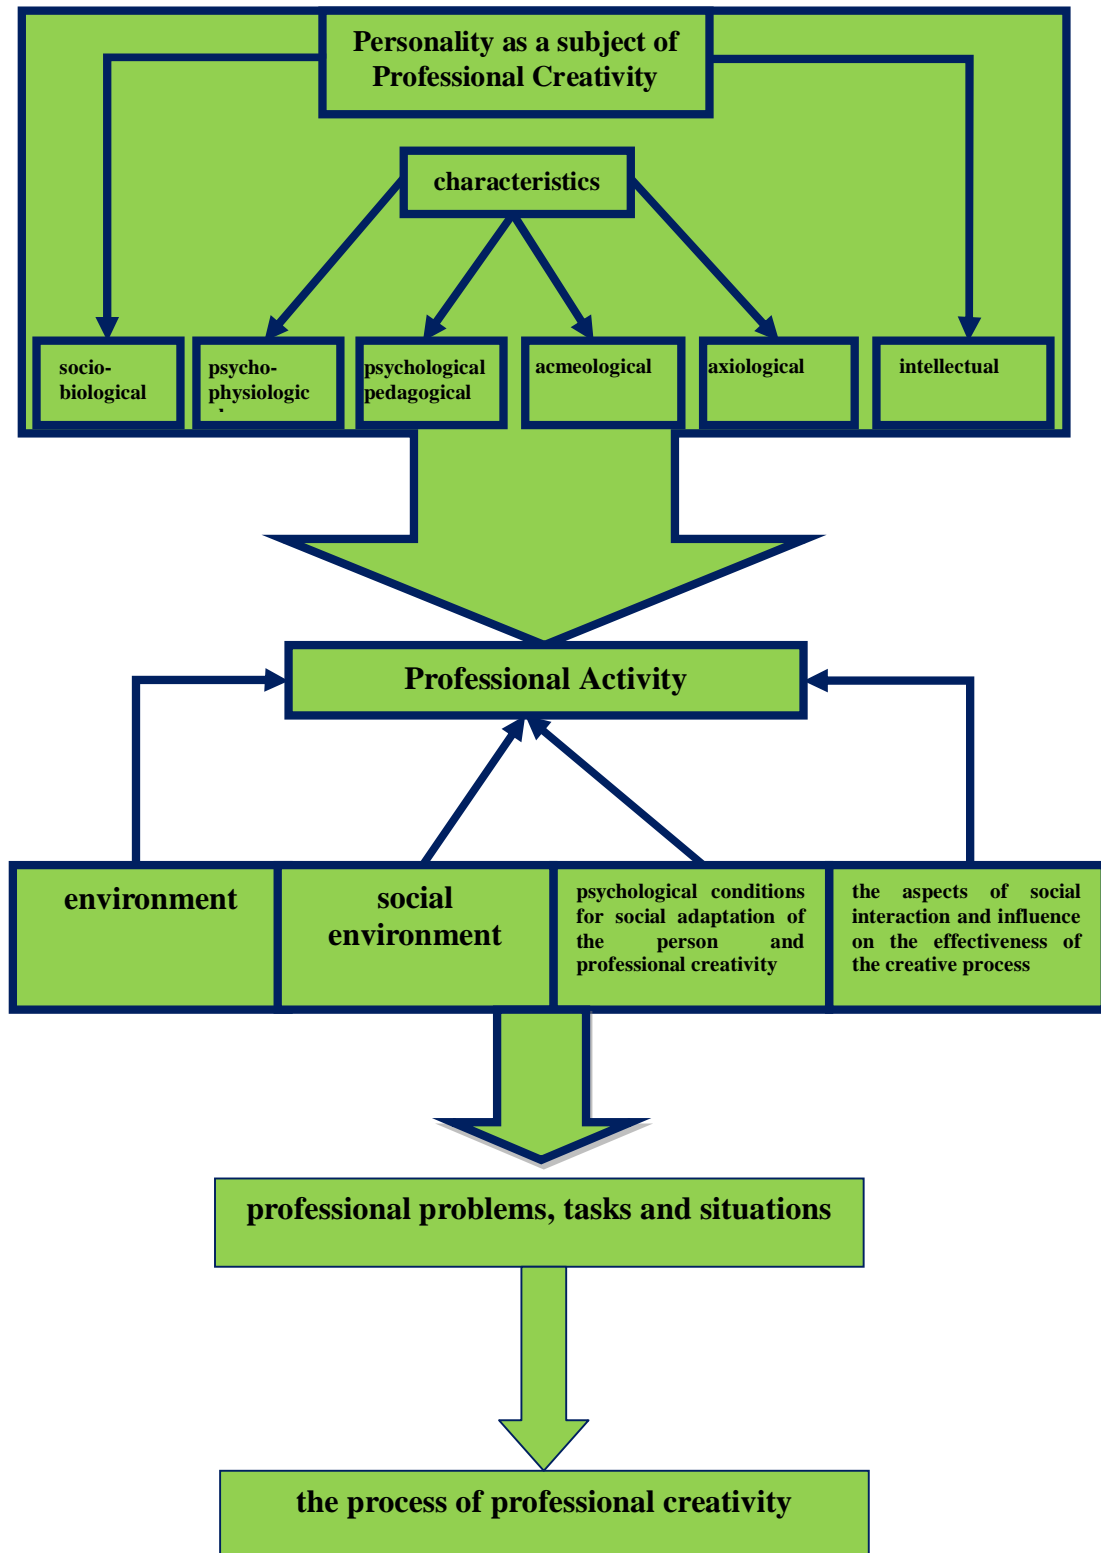 Personality as a subject of
Professional Creativity
characteristics
socio-
biological
psycho-
physiologic
psychological
pedagogical
acmeological
axiological
intellectual
Professional Activity
environment
social
environment
psychological conditions
for social adaptation of
the person and
professional creativity
the aspects of social
interaction and influence
on the effectiveness of
the creative process
professional problems, tasks and situations
the process of professional creativity